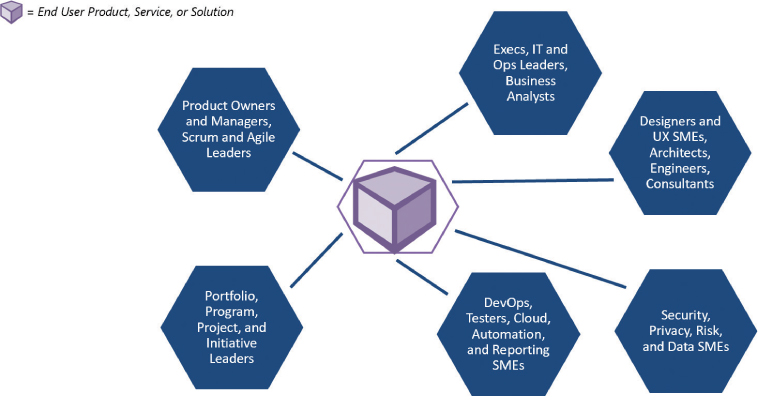 = End User Product, Service, or Solution
Execs, IT and
Ops Leaders,
Business
Analysts
Product Owners
and Managers,
Scrum and Agile
Leaders
Designers and
UX SMEs,
Architects,
Engineers,
Consultants
Portfolio,
Program,
Project, and
Initiative
Leaders
DevOps,
Testers, Cloud,
Automation,
and Reporting
SMEs
Security,
Privacy, Risk,
and Data SMEs